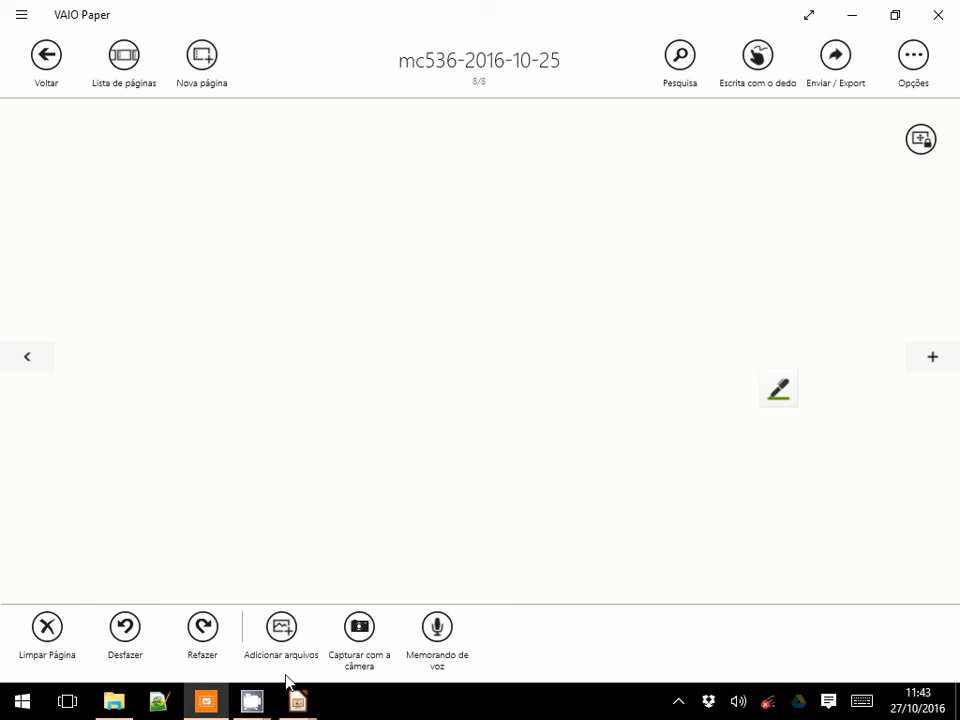 VAIO Paper
Voltar
Lista de páginas
Nova página
mc536-2016-10-25
8/8
Pesquisa
Escrita com o dedo
Enviar / Export
Opções
Limpar Página
Desfazer
Refazer
Adicionar arquivos
Capturar com a
câmera
Memorando de
voz
11:43
27/10/2016